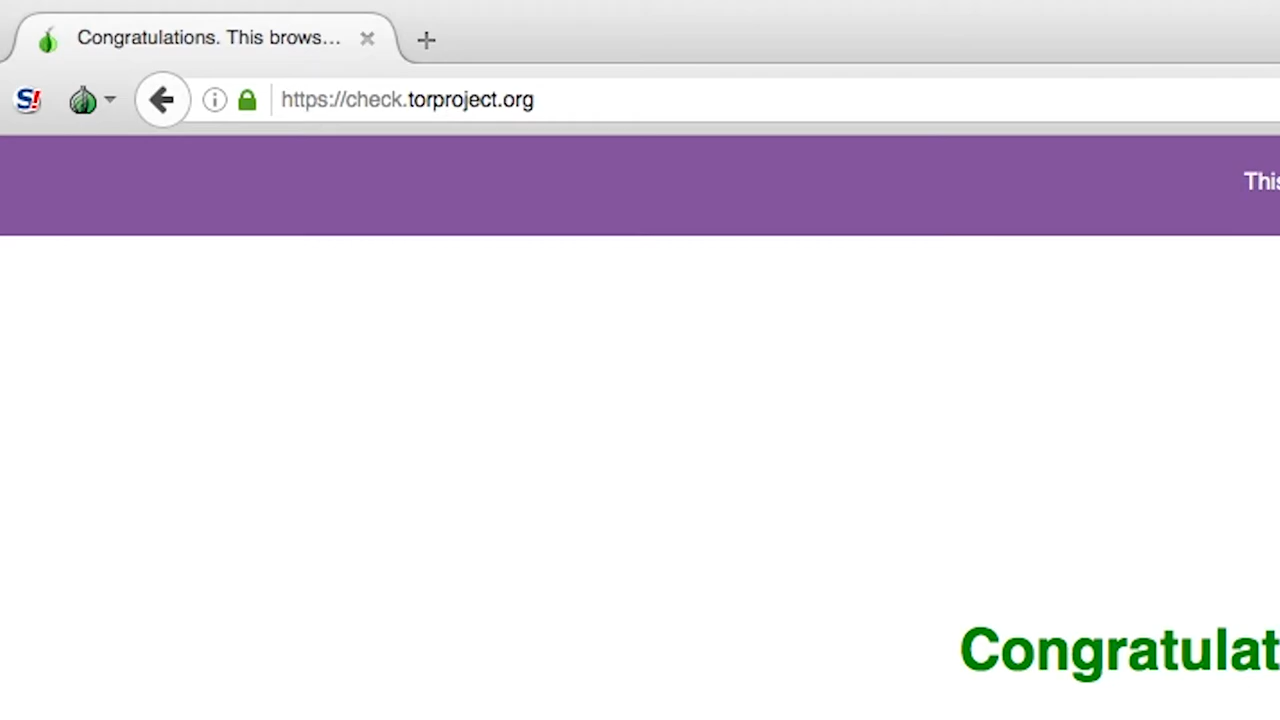 Congratulations. This brows...
S!
https://check.torproject.org
This
Congratulat